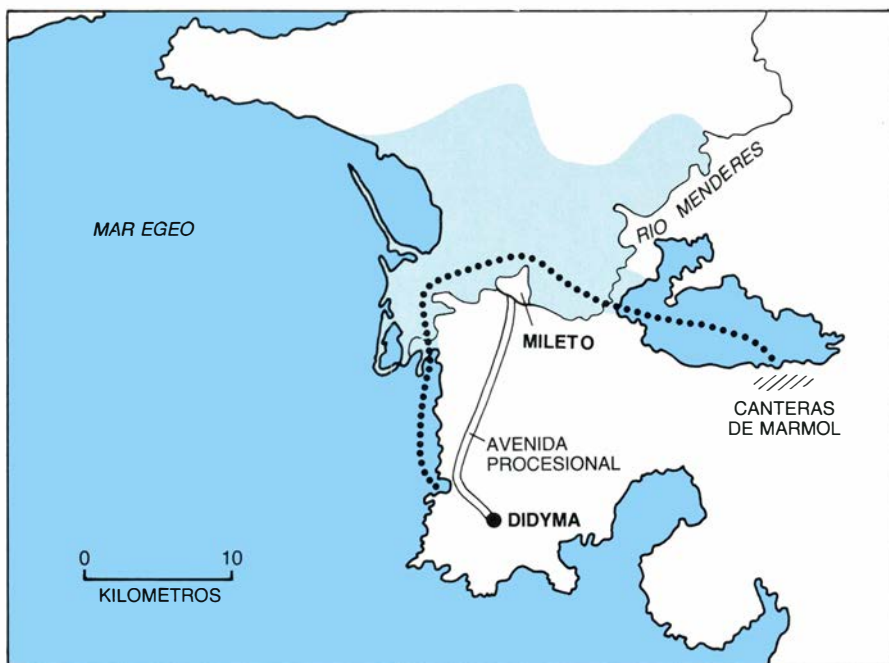 MAR EGEO
RIO MENDERES
MILETO
CANTERAS
DE MARMOL
AVENIDA
PROCESIONAL
DIDYMA
0 10
KILOMETROS